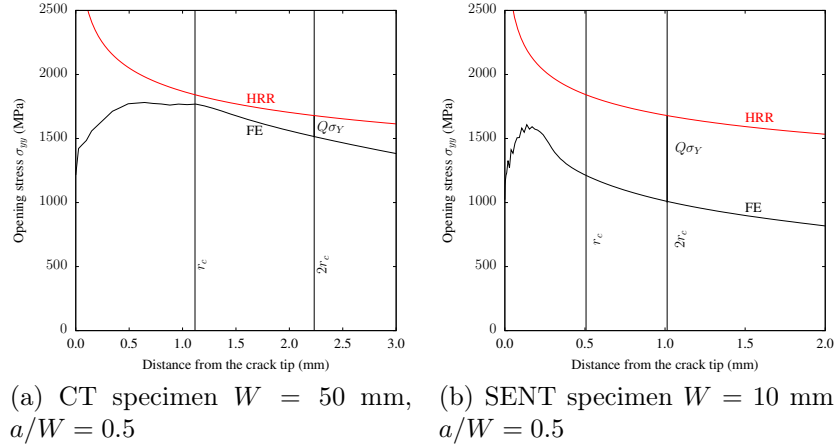 2500
2000
1500
1000
500
0
0.0 0.5 1.0 1.5 2.0 2.5 3.0
Opening stress σyy (MPa)
Distance from the crack tip (mm)
HRR
QσY
FE
rc
2rc
(a) CT specimen W = 50 mm,
a/W = 0.5
2500
2000
1500
1000
500
0
0.0 0.5 1.0 1.5 2.0
Opening stress σyy (MPa)
Distance from the crack tip (mm)
HRR
QσY
FE
rc
2rc
(b) SENT specimen W = 10 mm
a/W = 0.5